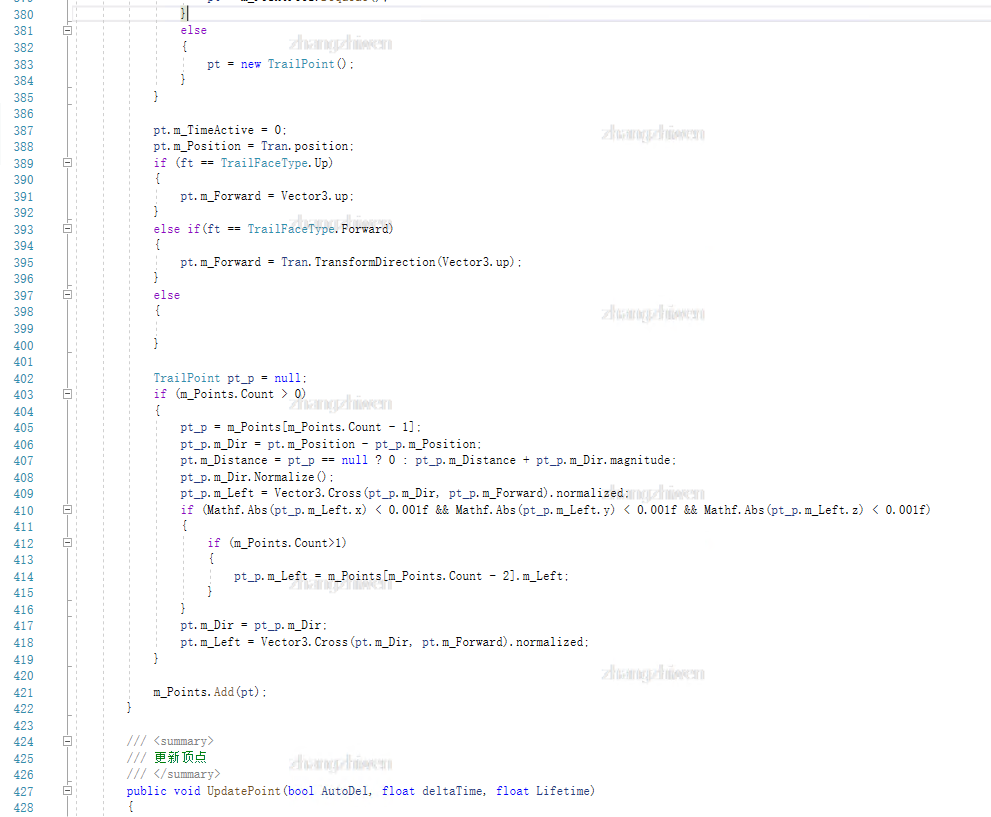 380 }
381 else
382 {
383 pt = new TrailPoint();
384 }
385 }
386
387 pt.m_TimeActive = 0;
388 pt.m_Position = Tran.position;
389 if (ft == TrailFaceType.Up)
390 {
391 pt.m_Forward = Vector3.up;
392 }
393 else if(ft == TrailFaceType.Forward)
394 {
395 pt.m_Forward = Tran.TransformDirection(Vector3.up);
396 }
397 else
398 {
399
400 }
401
402 TrailPoint pt_p = null;
403 if (m_Points.Count > 0)
404 {
405 pt_p = m_Points[m_Points.Count - 1];
406 pt_p.m_Dir = pt.m_Position - pt_p.m_Position;
407 pt.m_Distance = pt_p == null ? 0 : pt_p.m_Distance + pt_p.m_Dir.magnitude;
408 pt_p.m_Dir.Normalize();
409 pt_p.m_Left = Vector3.Cross(pt_p.m_Dir, pt_p.m_Forward).normalized;
410 if (Mathf.Abs(pt_p.m_Left.x) < 0.001f && Mathf.Abs(pt_p.m_Left.y) < 0.001f && Mathf.Abs(pt_p.m_Left.z) < 0.001f)
411 {
412 if (m_Points.Count>1)
413 {
414 pt_p.m_Left = m_Points[m_Points.Count - 2].m_Left;
415 }
416 }
417 pt.m_Dir = pt_p.m_Dir;
418 pt.m_Left = Vector3.Cross(pt.m_Dir, pt.m_Forward).normalized;
419 }
420
421 m_Points.Add(pt);
422 }
423
424 /// <summary>
425 /// 更新顶点
426 /// </summary>
427 public void UpdatePoint(bool AutoDel, float deltaTime, float Lifetime)
428 {
zhangzhiwen
zhangzhiwen
zhangzhiwen
zhangzhiwen
zhangzhiwen
zhangzhiwen
zhangzhiwen
zhangzhiwen
zhangzhiwen